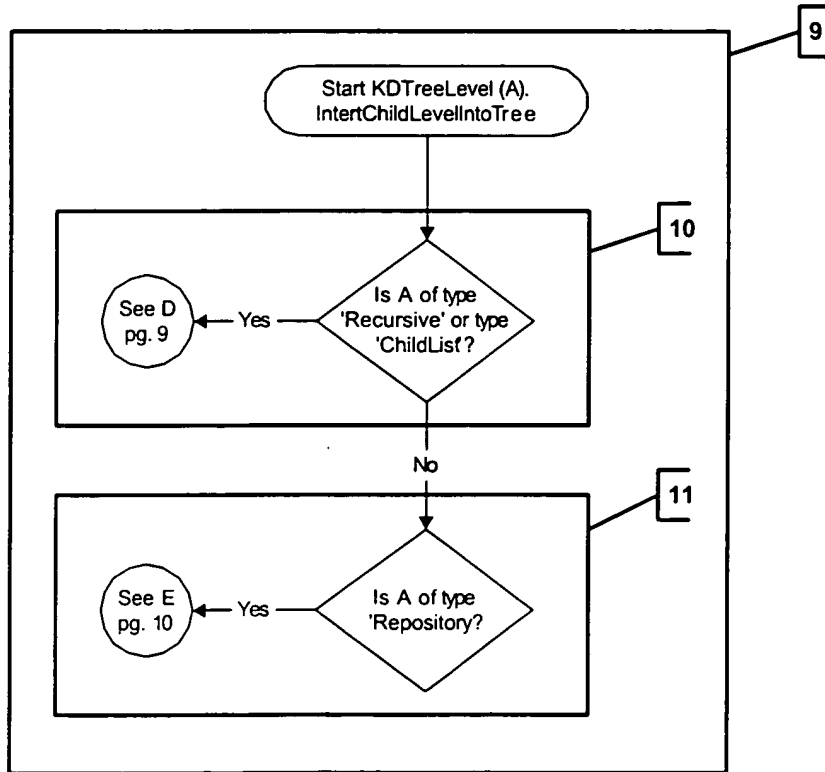 9
Start KDTreeLevel (A).
IntertChildLevelIntoTree
10
Is A of type
'Recursive' or type
'ChildList'?
Yes
See D
pg. 9
No
11
Is A of type
'Repository?
Yes
See E
pg. 10